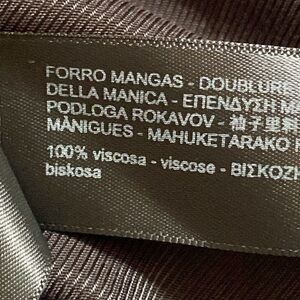 FORRO MANGAS - DOUBLURE
DELLA MANICA - ΕΠΕΝΔΥΣΗ Μ
PODLOGA ROKAVOV - 袖子里料
MÀNIGUES - MAHUKETARAKO F
100% viscosa - viscose - ΒΙΣΚΟΖΗ
biskosa